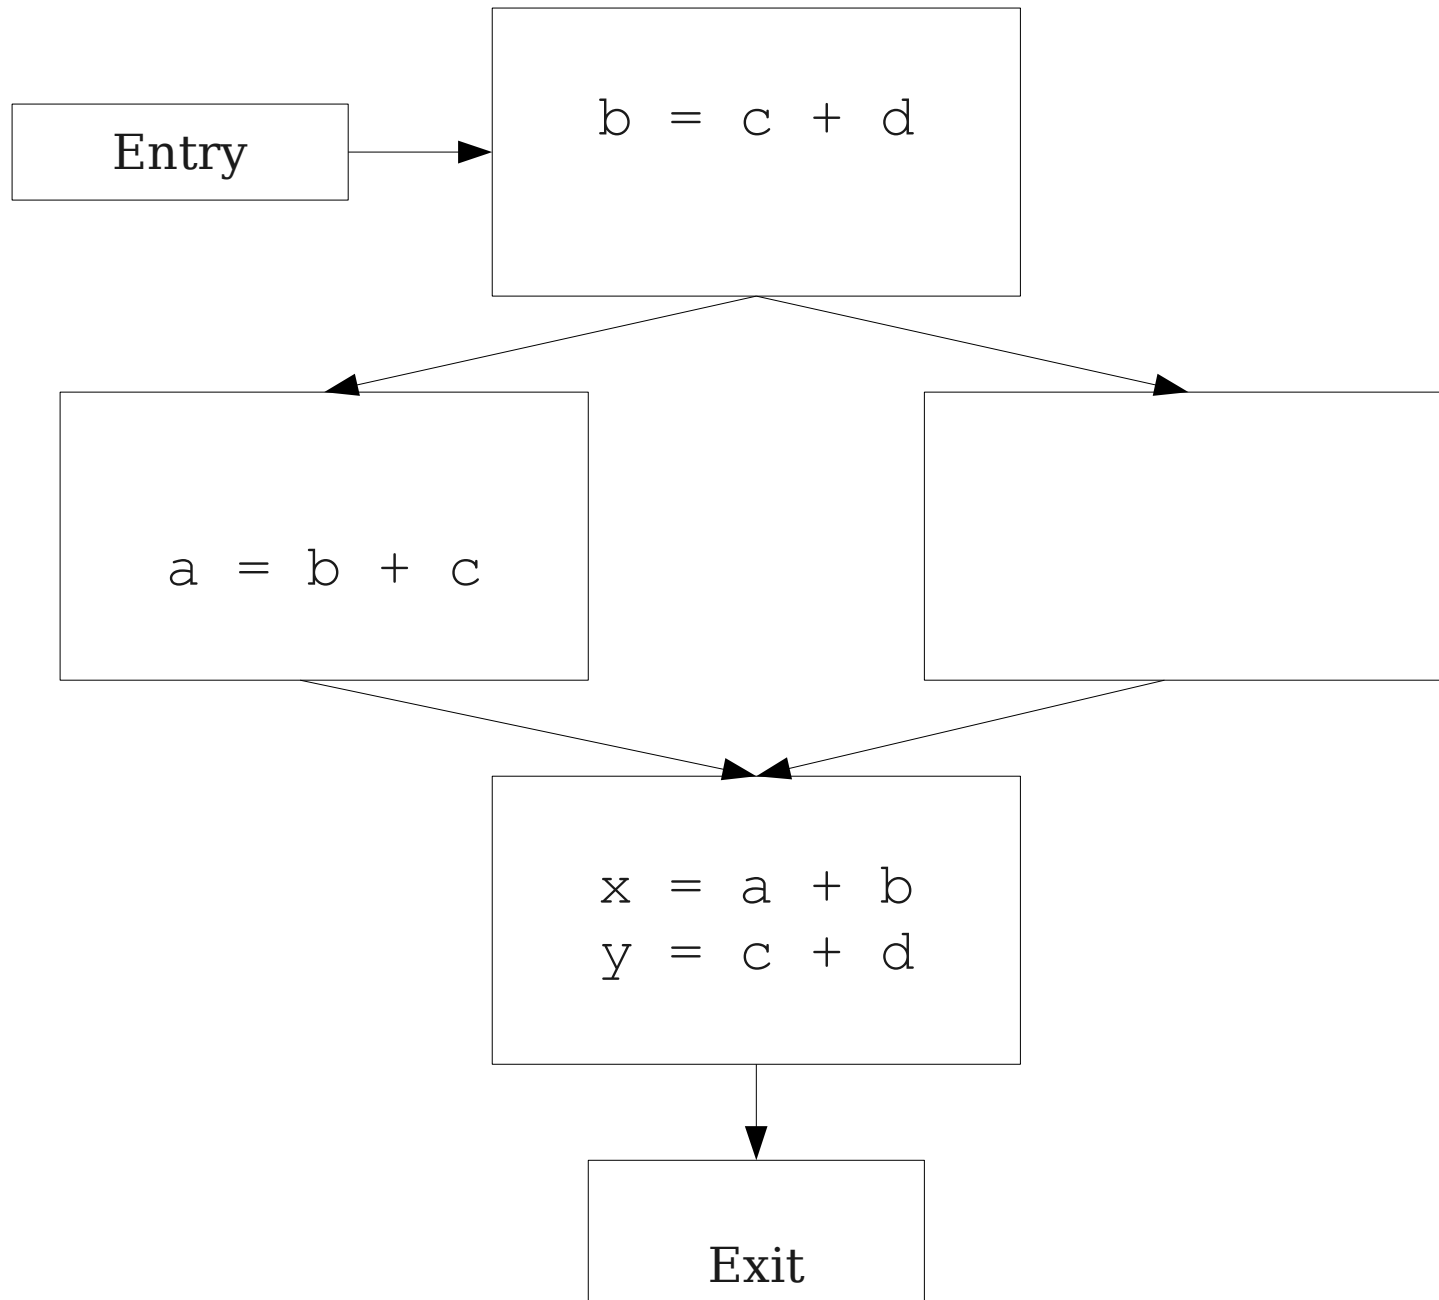 Entry
b = c + d
a = b + c
x = a + b
y = c + d
Exit